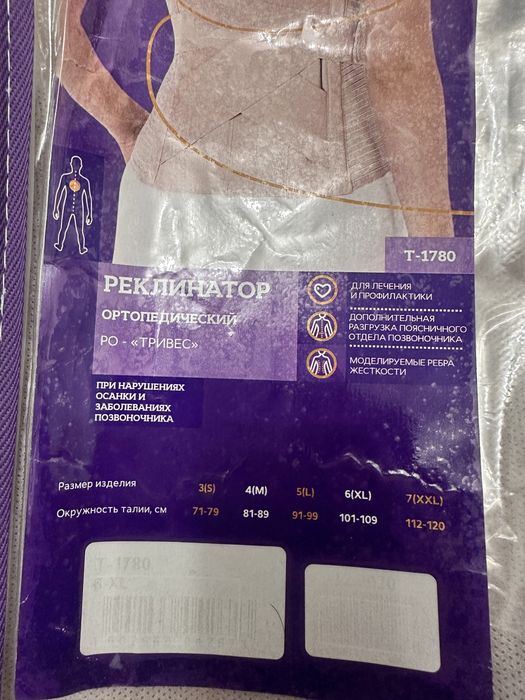 Т-1780
РЕКЛИНАТОР
ОРТОПЕДИЧЕСКИЙ
РО - «ТРИВЕС»
ДЛЯ ЛЕЧЕНИЯ
И ПРОФИЛАКТИКИ
ДОПОЛНИТЕЛЬНАЯ
РАЗГРУЗКА ПОЯСНИЧНОГО
ОТДЕЛА ПОЗВОНОЧНИКА
МОДЕЛИРУЕМЫЕ РЕБРА
ЖЕСТКОСТИ
ПРИ НАРУШЕНИЯХ
ОСАНКИ И
ЗАБОЛЕВАНИЯХ
ПОЗВОНОЧНИКА
Размер изделия 3(S) 4(M) 5(L) 6(XL) 7(XXL)
Окружность талии, см 71-79 81-89 91-99 101-109 112-120
Т-1780
6 XL